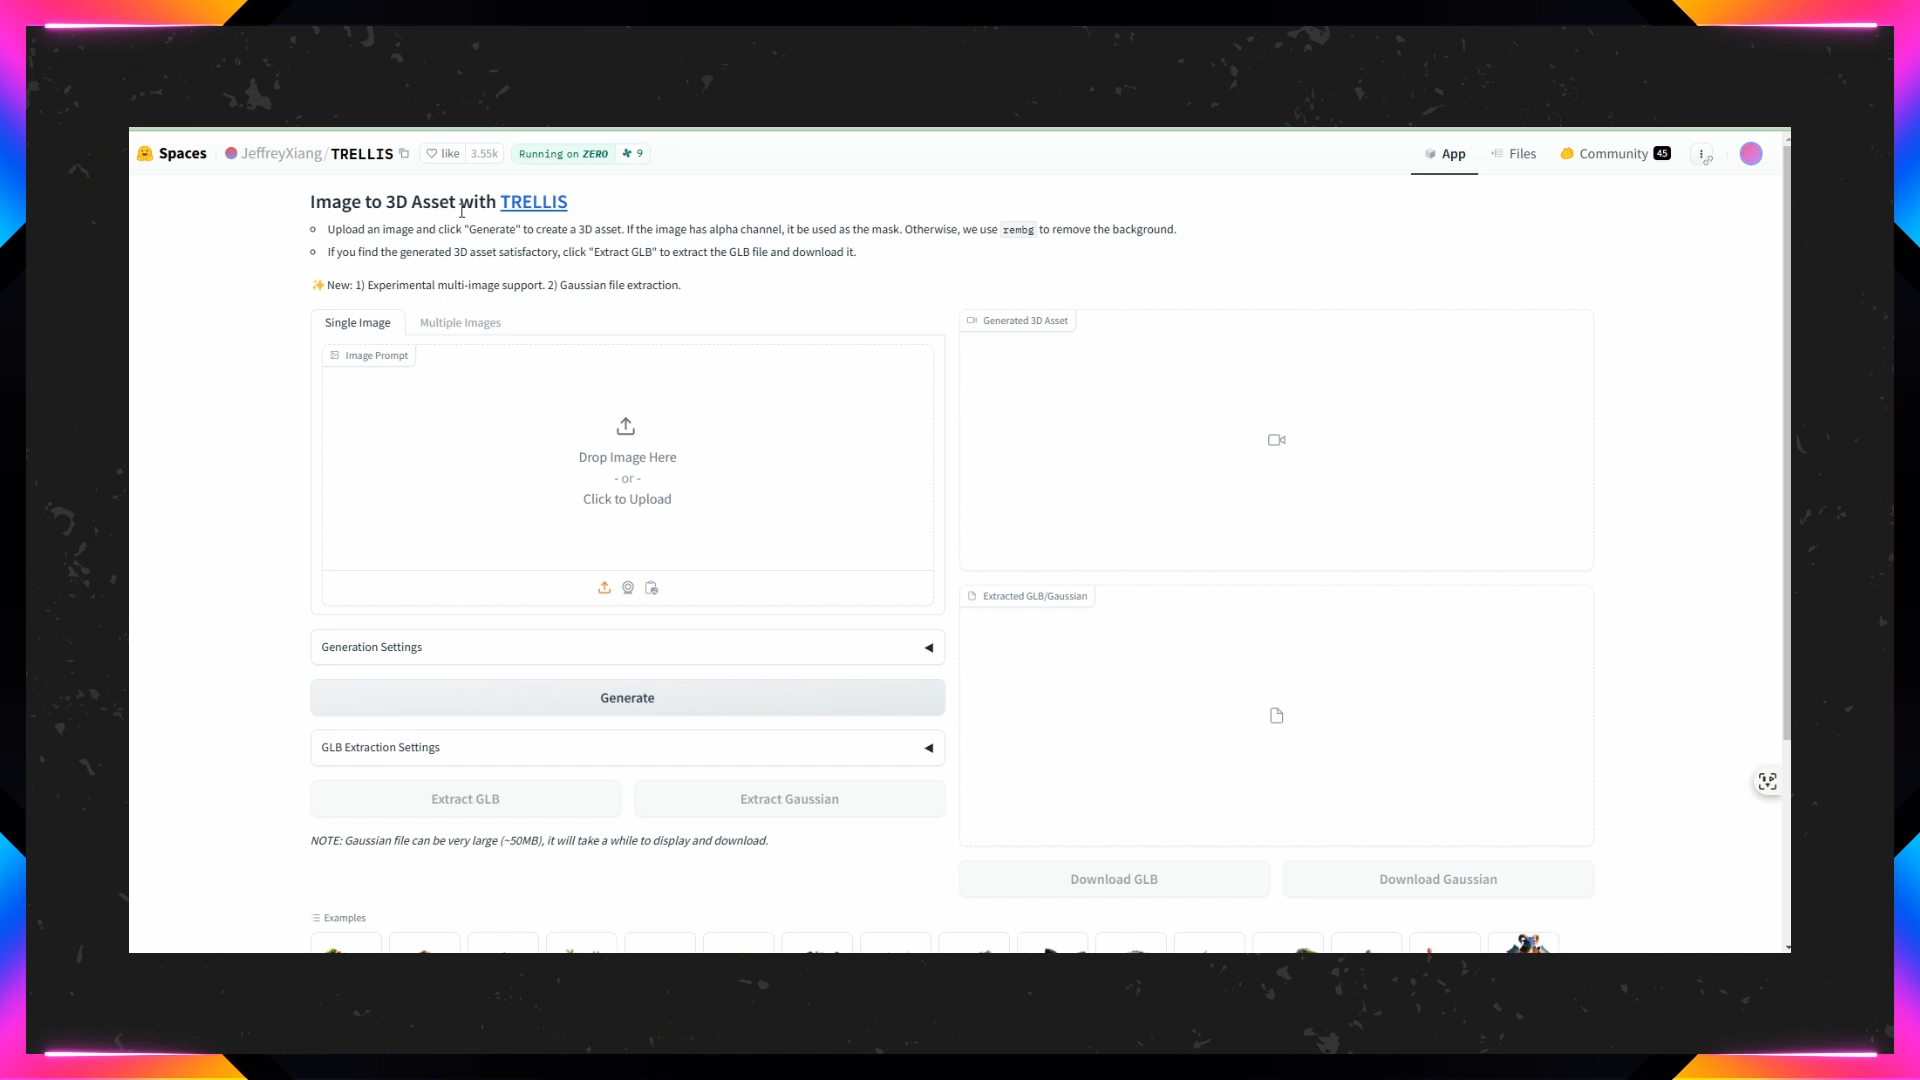 Spaces JeffreyXiang/TRELLIS like 3.55k Running on ZERO 9 App Files Community 45
Image to 3D Asset with TRELLIS
Upload an image and click "Generate" to create a 3D asset. If the image has alpha channel, it be used as the mask. Otherwise, we use rembg to remove the background.
If you find the generated 3D asset satisfactory, click "Extract GLB" to extract the GLB file and download it.
✨New: 1) Experimental multi-image support. 2) Gaussian file extraction.
Single Image Multiple Images
Image Prompt
Drop Image Here
- or -
Click to Upload
Generation Settings
Generate
GLB Extraction Settings
Extract GLB Extract Gaussian
NOTE: Gaussian file can be very large (~50MB), it will take a while to display and download.
Generated 3D Asset
Extracted GLB/Gaussian
Download GLB Download Gaussian
Examples